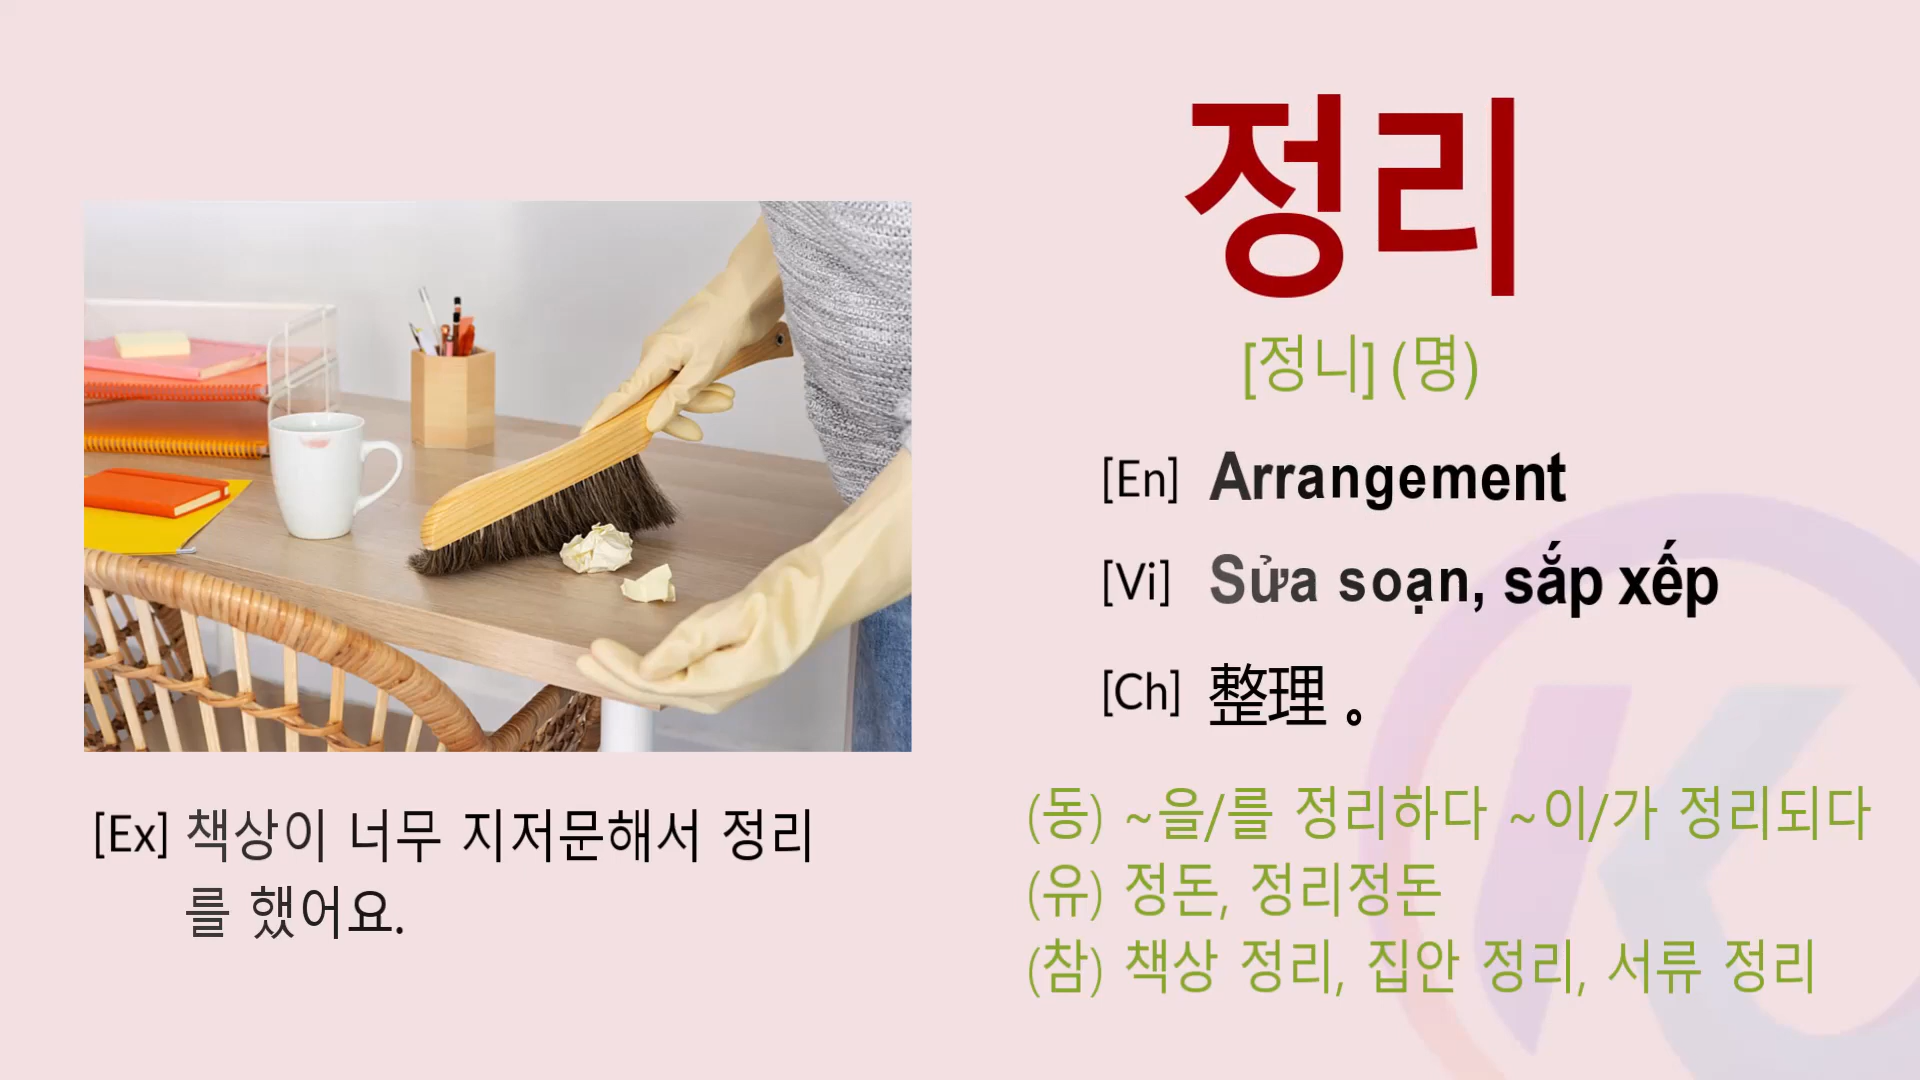 정리
[정니] (명)
[En] Arrangement
[Vi] Sửa soạn, sắp xếp
[Ch] 整理 。
[Ex] 책상이 너무 지저문해서 정리
를 했어요.
(동) ~을/를 정리하다 ~이/가 정리되다
(유) 정돈, 정리정돈
(참) 책상 정리, 집안 정리, 서류 정리